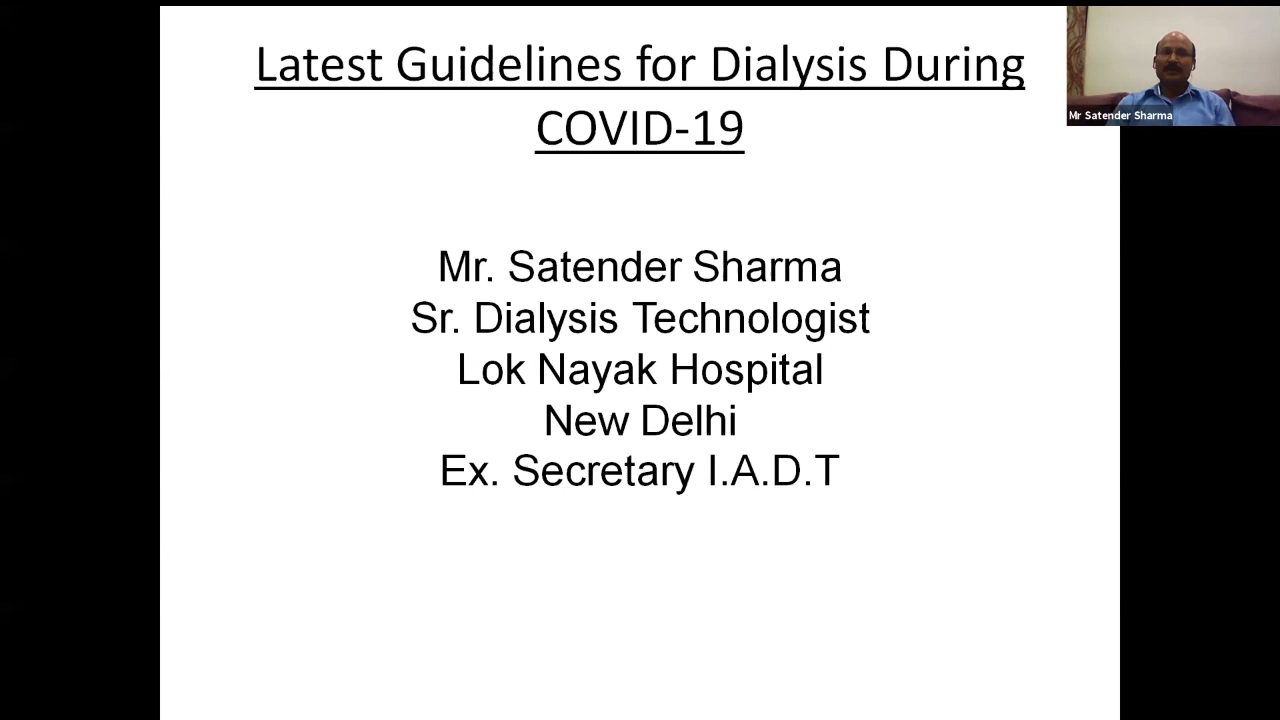 Latest Guidelines for Dialysis During
COVID-19
Mr Satender Sharma
Mr. Satender Sharma
Sr. Dialysis Technologist
Lok Nayak Hospital
New Delhi
Ex. Secretary I.A.D.T